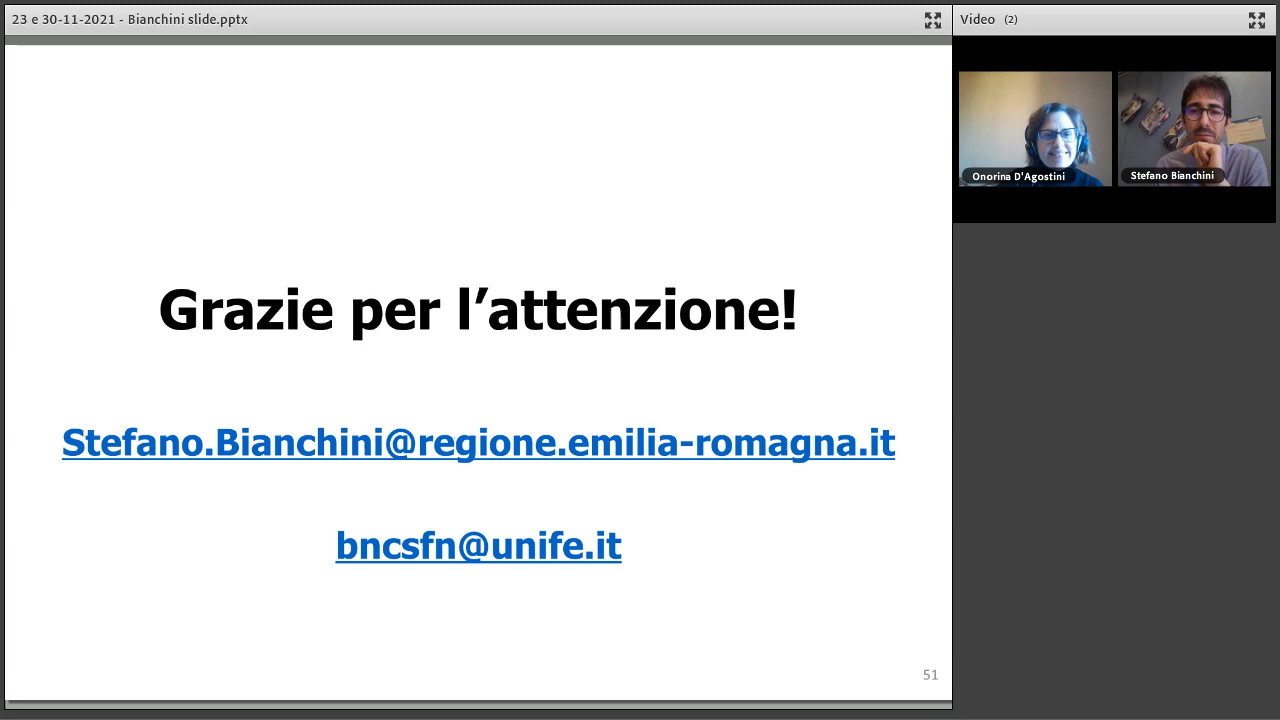 23 e 30-11-2021 - Bianchini slide.pptx
Video (2)
Onorina D'Agostini
Stefano Bianchini
Grazie per l’attenzione!
Stefano.Bianchini@regione.emilia-romagna.it
bncsfn@unife.it
51